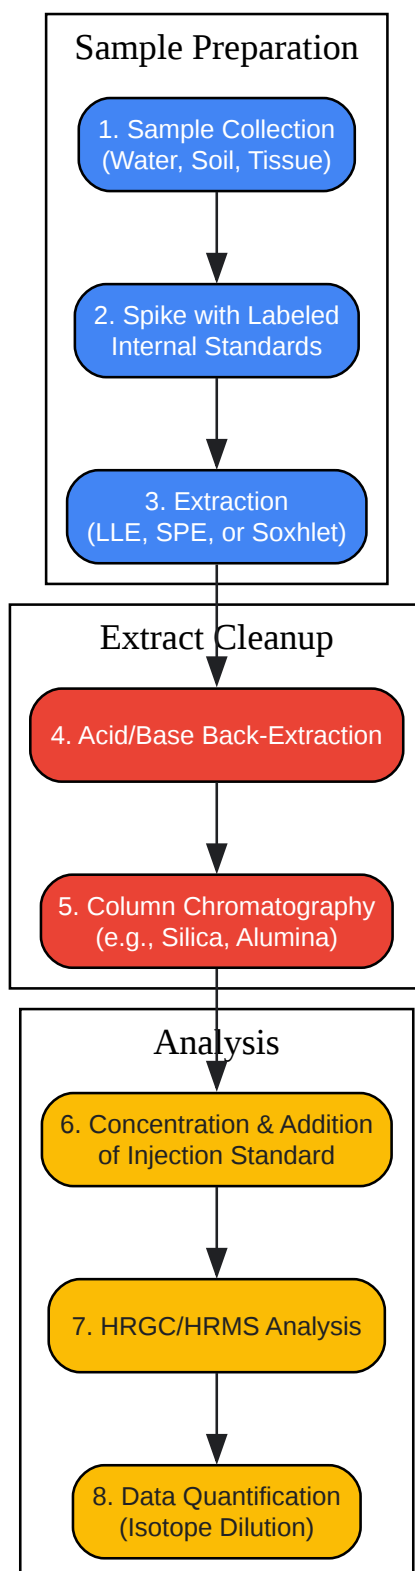 Sample Preparation
1. Sample Collection
(Water, Soil, Tissue)
2. Spike with Labeled
Internal Standards
3. Extraction
(LLE, SPE, or Soxhlet)
Extract Cleanup
4. Acid/Base Back-Extraction
5. Column Chromatography
(e.g., Silica, Alumina)
Analysis
6. Concentration & Addition
of Injection Standard
7. HRGC/HRMS Analysis
8. Data Quantification
(Isotope Dilution)